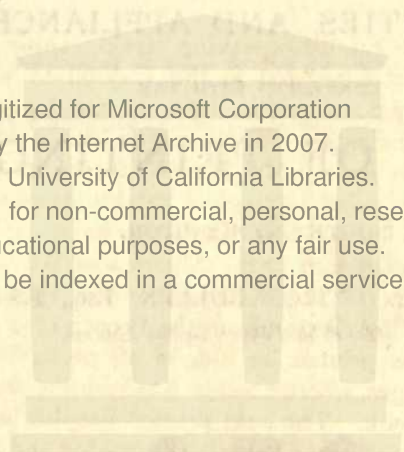 gitized for Microsoft Corporation
y the Internet Archive in 2007.
University of California Libraries.
for non-commercial, personal, rese
ucational purposes, or any fair use.
be indexed in a commercial service